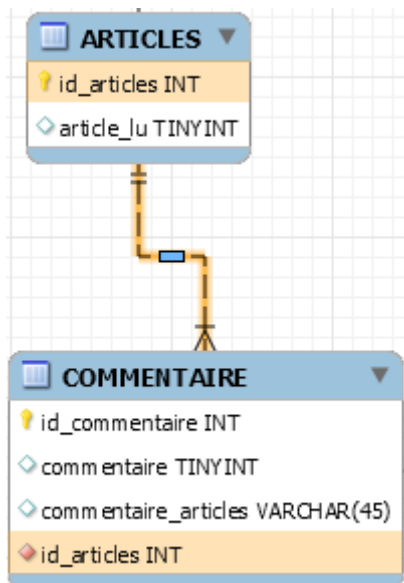 ARTICLES
id_articles INT
article_lu TINYINT
COMMENTAIRE
id_commentaire INT
commentaire TINYINT
commentaire_articles VARCHAR(45)
id_articles INT